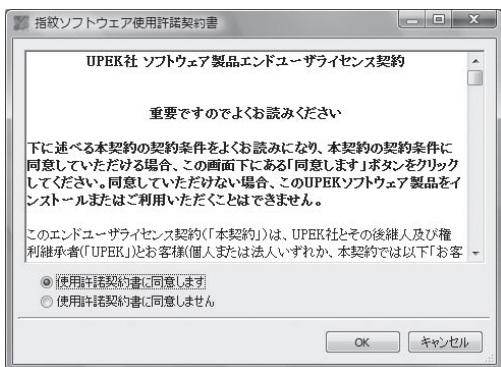 指紋ソフトウェア使用許諾契約書
UPEK社 ソフトウェア製品エンドユーザライセンス契約
重要ですのでよくお読みください
下に述べる本契約の契約条件をよくお読みになり、本契約の契約条件に
同意していただける場合、この画面下にある「同意します」ボタンをクリック
してください。同意していただけない場合、このUPEKソフトウェア製品をイ
ンストールまたはご利用いただくことはできません。
このエンドユーザライセンス契約(「本契約」)は、UPEK社とその後継人及び権
利継承者(「UPEK」)とお客様(個人または法人いずれか、本契約では以下「お客
使用許諾契約書に同意します
使用許諾契約書に同意しません
OK
キャンセル